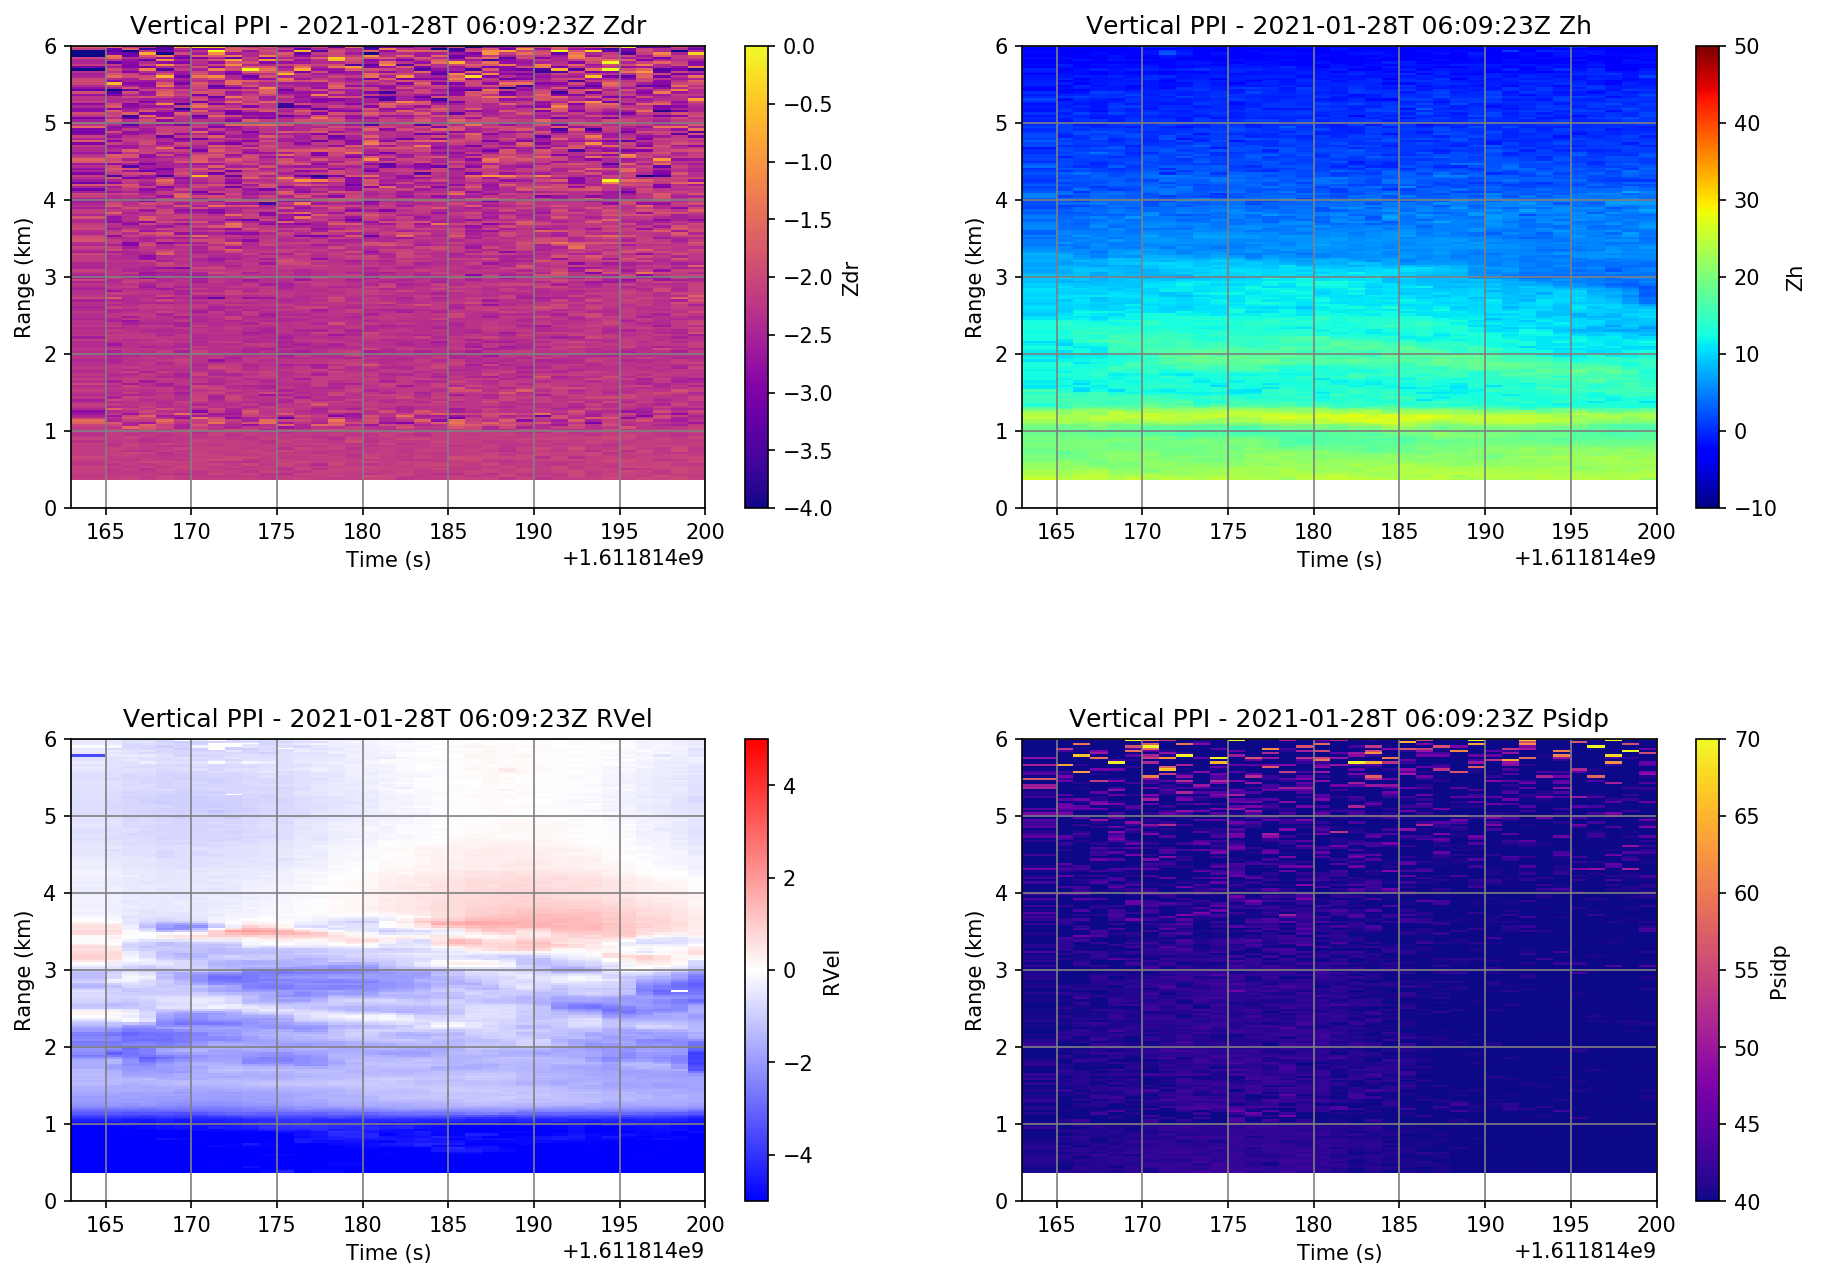 Vertical PPI - 2021-01-28T 06:09:23Z Zdr
6
5
4
3
2
1
0
Range (km)
165 170 175 180 185 190 195 200
Time (s)
+1.611814e9
0.0
−0.5
−1.0
−1.5
−2.0
−2.5
−3.0
−3.5
−4.0
Zdr
Vertical PPI - 2021-01-28T 06:09:23Z Zh
6
5
4
3
2
1
0
Range (km)
165 170 175 180 185 190 195 200
Time (s)
+1.611814e9
50
40
30
20
10
0
−10
Zh
Vertical PPI - 2021-01-28T 06:09:23Z RVel
6
5
4
3
2
1
0
Range (km)
165 170 175 180 185 190 195 200
Time (s)
+1.611814e9
4
2
0
−2
−4
RVel
Vertical PPI - 2021-01-28T 06:09:23Z Psidp
6
5
4
3
2
1
0
Range (km)
165 170 175 180 185 190 195 200
Time (s)
+1.611814e9
70
65
60
55
50
45
40
Psidp